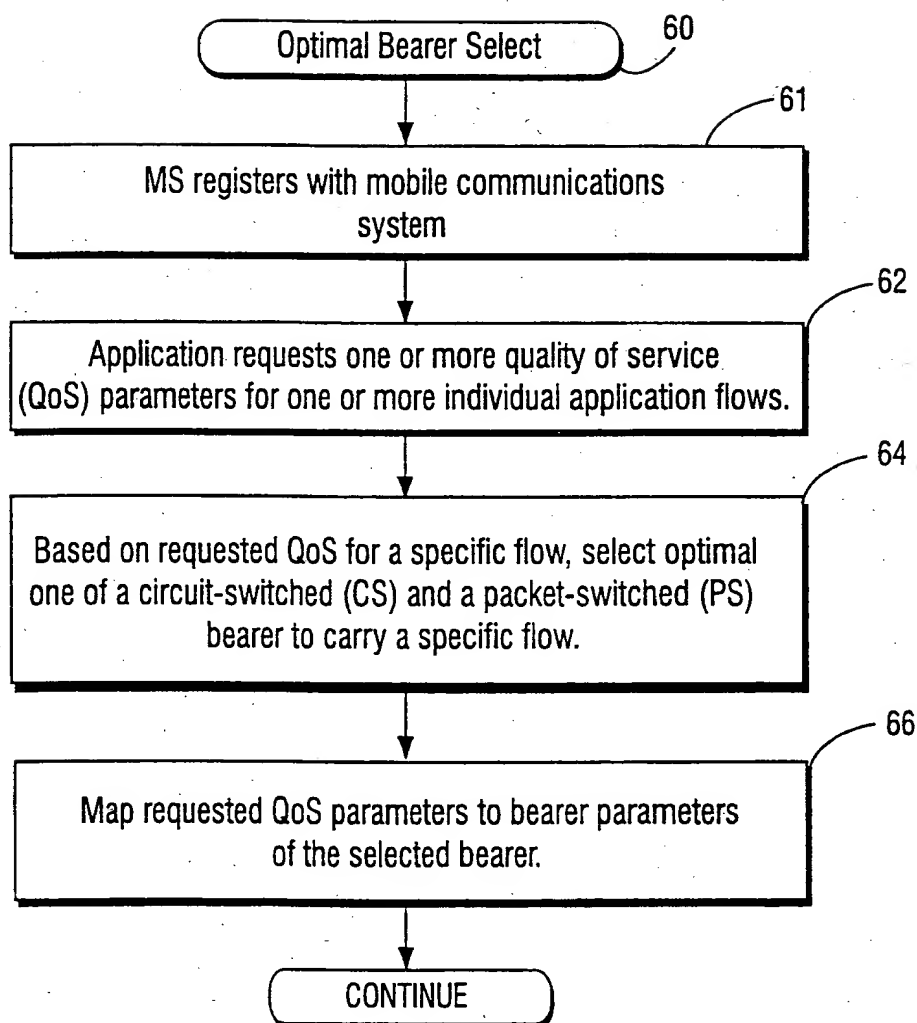 Optimal Bearer Select
60
61
MS registers with mobile communications
system
62
Application requests one or more quality of service
(QoS) parameters for one or more individual application flows.
64
Based on requested QoS for a specific flow, select optimal
one of a circuit-switched (CS) and a packet-switched (PS)
bearer to carry a specific flow.
66
Map requested QoS parameters to bearer parameters
of the selected bearer.
CONTINUE